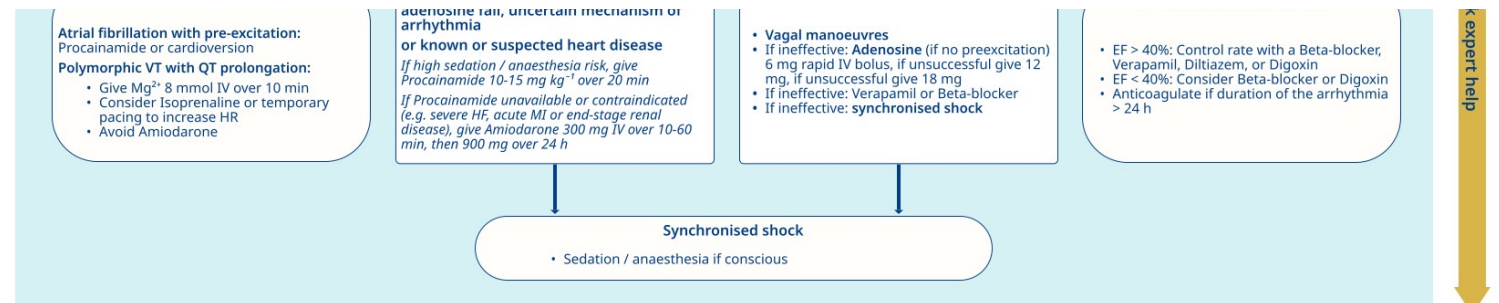 Atrial fibrillation with pre-excitation:
Procainamide or cardioversion
Polymorphic VT with QT prolongation:
• Give Mg²⁺ 8 mmol IV over 10 min
• Consider Isoprenaline or temporary
pacing to increase HR
• Avoid Amiodarone
adenosine fail, uncertain mechanism of
arrhythmia
or known or suspected heart disease
If high sedation / anaesthesia risk, give
Procainamide 10-15 mg kg⁻¹ over 20 min
If Procainamide unavailable or contraindicated
(e.g. severe HF, acute MI or end-stage renal
disease), give Amiodarone 300 mg IV over 10-60
min, then 900 mg over 24 h
• Vagal manoeuvres
• If ineffective: Adenosine (if no preexcitation)
6 mg rapid IV bolus, if unsuccessful give 12
mg, if unsuccessful give 18 mg
• If ineffective: Verapamil or Beta-blocker
• If ineffective: synchronised shock
• EF > 40%: Control rate with a Beta-blocker,
Verapamil, Diltiazem, or Digoxin
• EF < 40%: Consider Beta-blocker or Digoxin
• Anticoagulate if duration of the arrhythmia
> 24 h
Synchronised shock
• Sedation / anaesthesia if conscious
k expert help